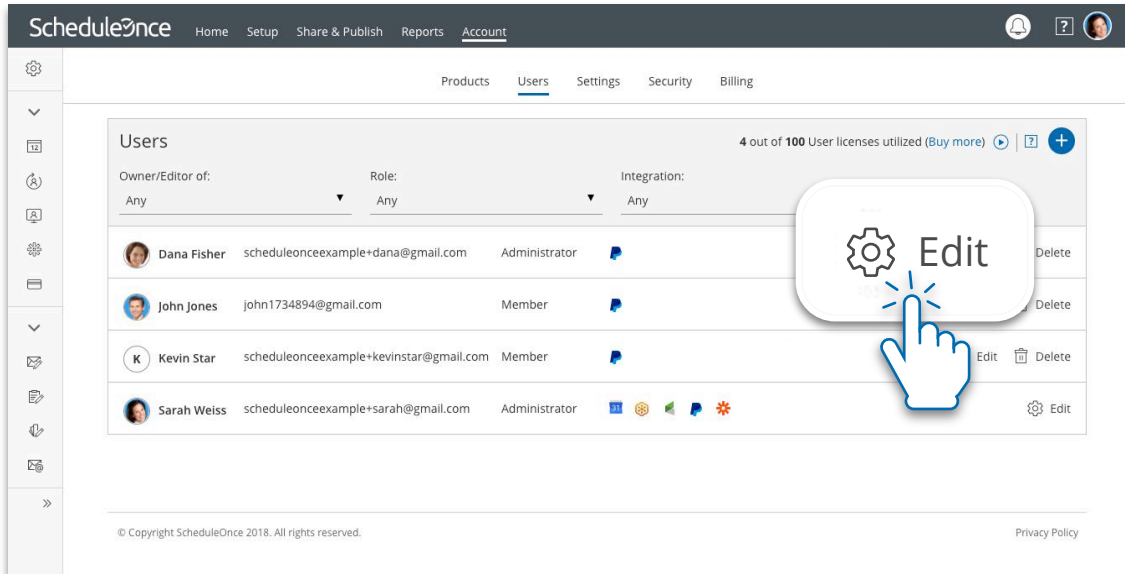 ScheduleOnce Home Setup Share & Publish Reports Account ?
Products Users Settings Security Billing
12
Users 4 out of 100 User licenses utilized (Buy more) ? +
Owner/Editor of: Role: Integration:
Any Any Any
Edit
Dana Fisher scheduleonceexample+dana@gmail.com Administrator Delete
John Jones john1734894@gmail.com Member Delete
K Kevin Star scheduleonceexample+kevinstar@gmail.com Member Edit Delete
Sarah Weiss scheduleonceexample+sarah@gmail.com Administrator 31 Edit
© Copyright ScheduleOnce 2018. All rights reserved. Privacy Policy